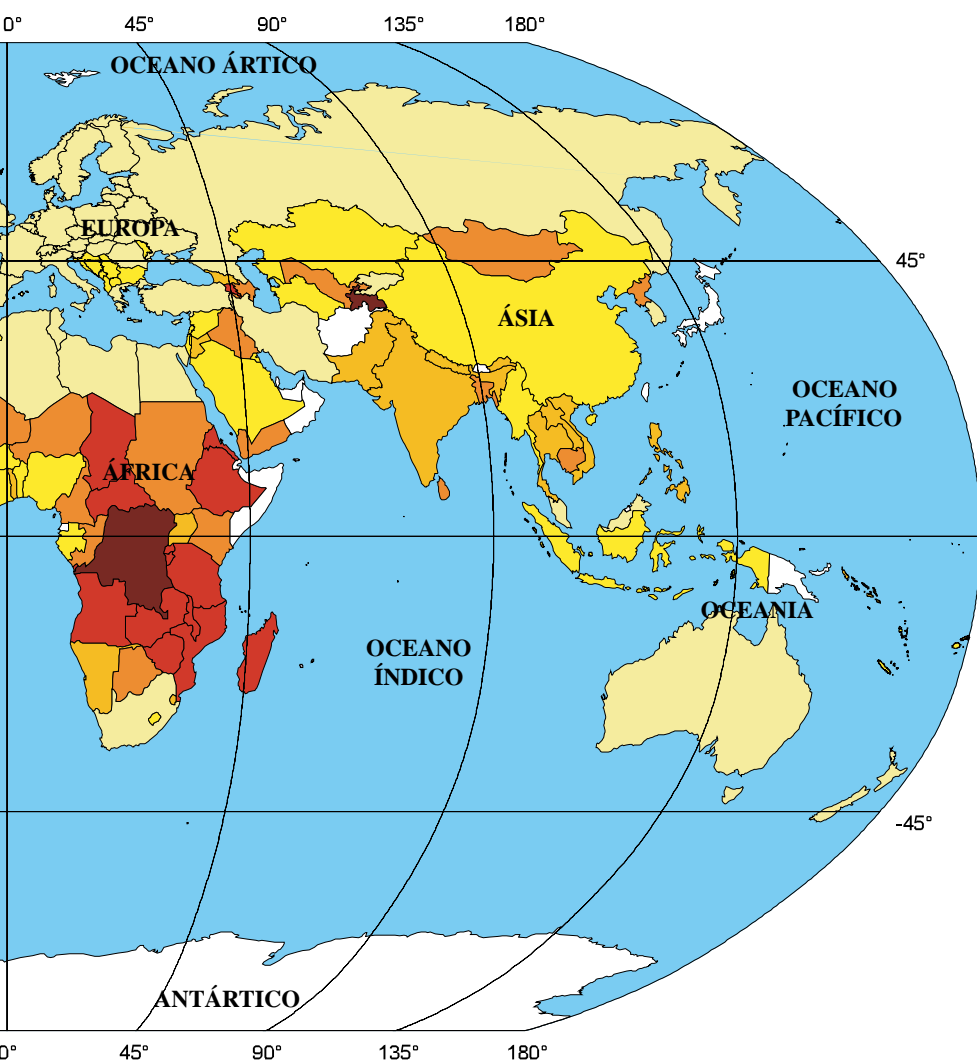 0° 45° 90° 135° 180°
OCEANO ÁRTICO
EUROPA
45°
ÁSIA
OCEANO
PACÍFICO
ÁFRICA
OCEANIA
OCEANO
ÍNDICO
-45°
ANTÁRTICO
0° 45° 90° 135° 180°